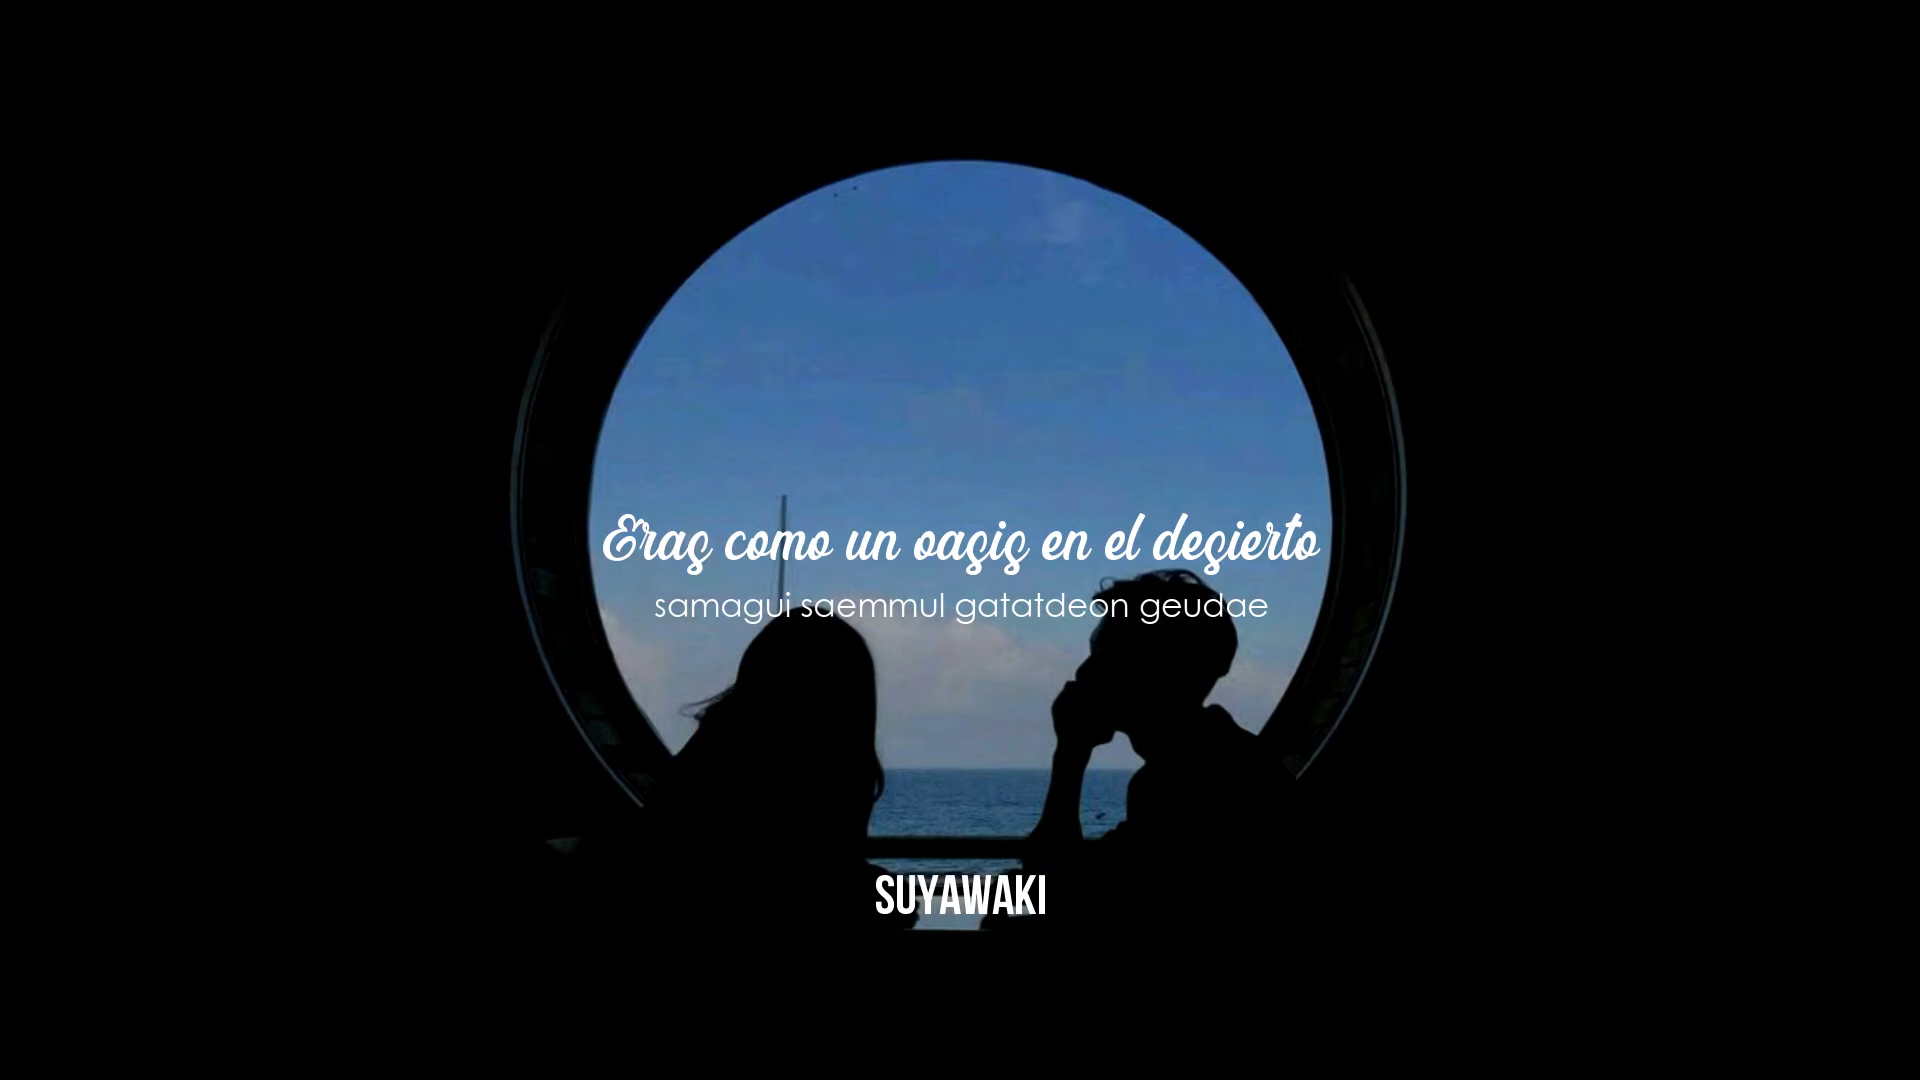 Eras como un oasis en el desierto
samagui saemmul gatatdeon geudae
SUYAWAKI